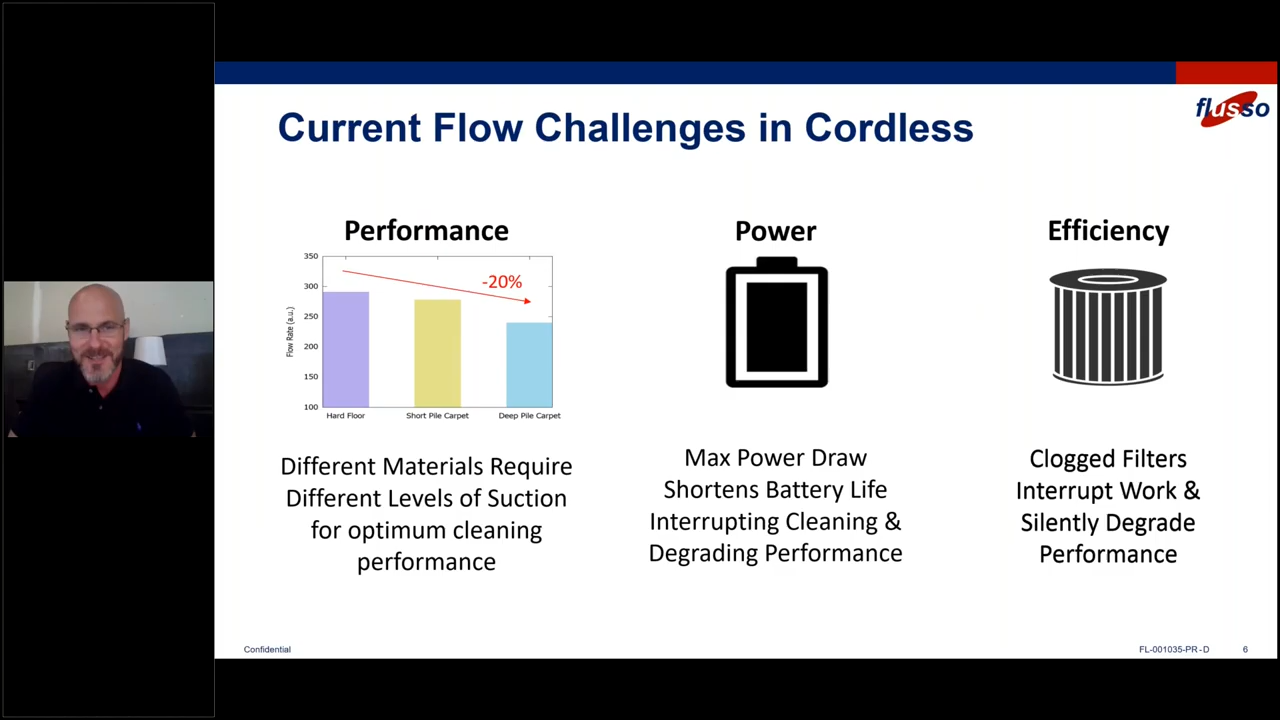 flusso
Current Flow Challenges in Cordless
Performance
350
300
250
200
150
100
Flow Rate (a.u.)
-20%
Hard Floor
Short Pile Carpet
Deep Pile Carpet
Different Materials Require
Different Levels of Suction
for optimum cleaning
performance
Power
Max Power Draw
Shortens Battery Life
Interrupting Cleaning &
Degrading Performance
Efficiency
Clogged Filters
Interrupt Work &
Silently Degrade
Performance
Confidential
FL-001035-PR-D
6